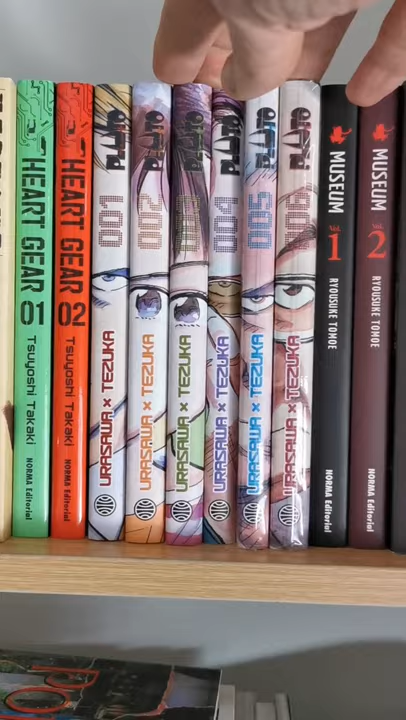 HEART GEAR
01
Tsuyoshi Takaki
NORMA Editorial
HEART GEAR
02
Tsuyoshi Takaki
NORMA Editorial
PLUTO
001
URASAWA × TEZUKA
PLUTO
002
URASAWA × TEZUKA
PLUTO
003
URASAWA × TEZUKA
PLUTO
004
URASAWA × TEZUKA
PLUTO
005
URASAWA × TEZUKA
PLUTO
006
URASAWA × TEZUKA
MUSEUM
Vol.
1
RYOUSUKE TOMOE
NORMA Editorial
MUSEUM
Vol.
2
RYOUSUKE TOMOE
NORMA Editorial